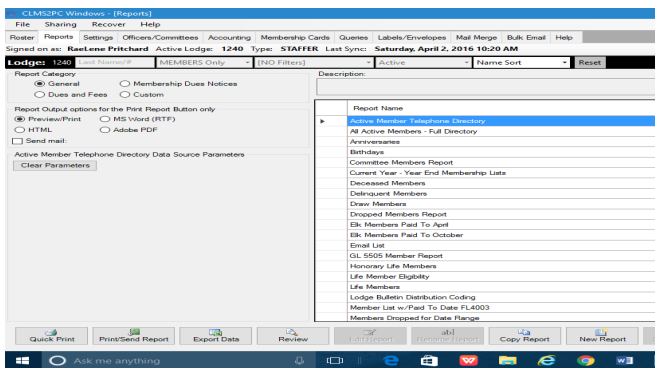 CLMS2PC Windows - [Reports]
File Sharing Recover Help
Roster Reports Settings Officers/Committees Accounting Membership Cards Queries Labels/Envelopes Mail Merge Bulk Email Help
Signed on as: RaeLene Pritchard Active Lodge: 1240 Type: STAFFER Last Sync: Saturday, April 2, 2016 10:20 AM
Lodge: 1240 Last Name/# MEMBERS Only [NO Filters] Active Name Sort Reset
Report Category
General Membership Dues Notices
Dues and Fees Custom
Report Output options for the Print Report Button only
Preview/Print MS Word (RTF)
HTML Adobe PDF
Send mail:
Active Member Telephone Directory Data Source Parameters
Clear Parameters
Description:
Report Name
Active Member Telephone Directory
All Active Members - Full Directory
Anniversaries
Birthdays
Committee Members Report
Current Year - Year End Membership Lists
Deceased Members
Delinquent Members
Draw Members
Dropped Members Report
Elk Members Paid To April
Elk Members Paid To October
Email List
GL 5505 Member Report
Honorary Life Members
Life Member Eligibility
Life Members
Lodge Bulletin Distribution Coding
Member List w/Paid To Date FL4003
Members Dropped for Date Range
Quick Print Print/Send Report Export Data Review Edit Report Rename Report Copy Report New Report
Ask me anything